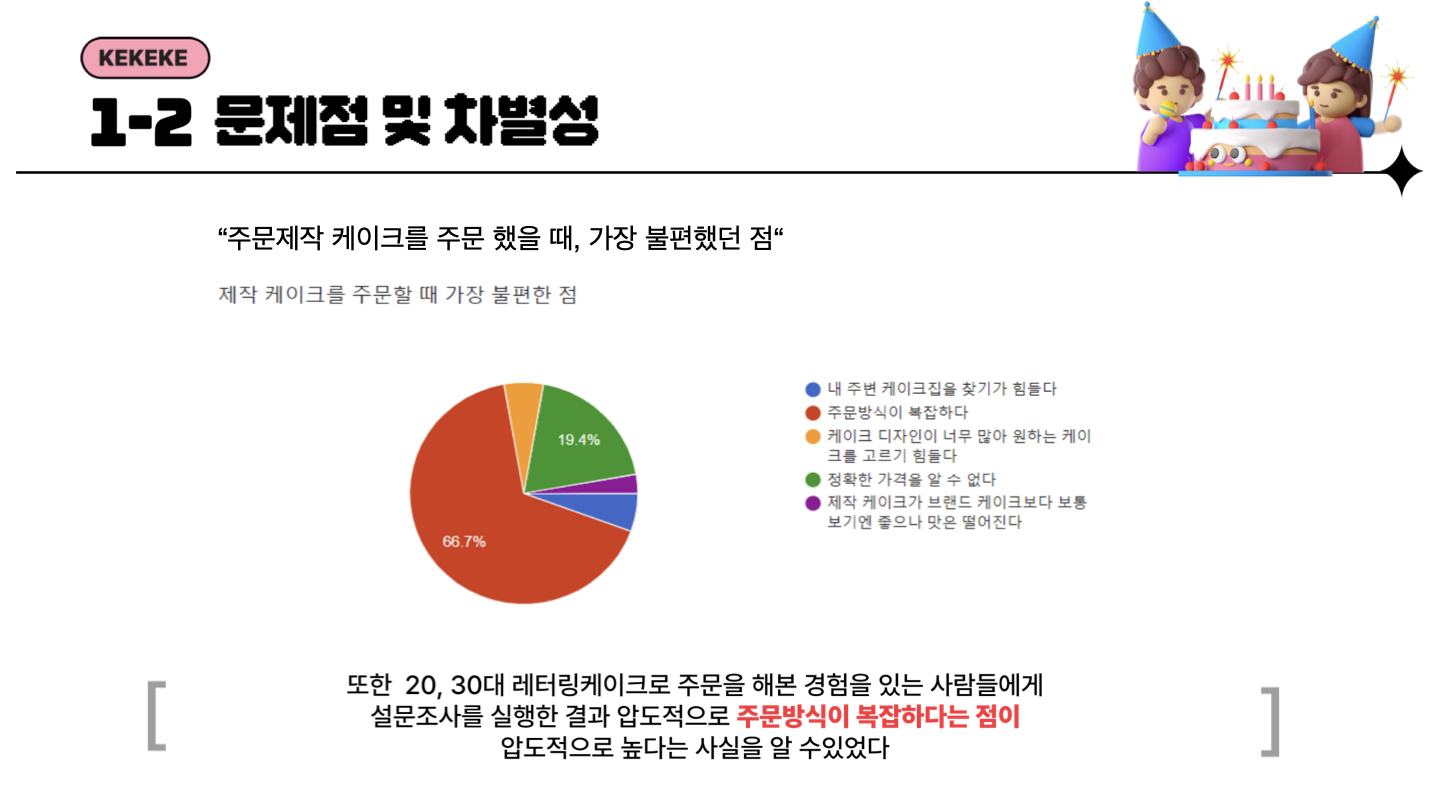 KEKEKE
1-2 문제점 및 차별성
“주문제작 케이크를 주문 했을 때, 가장 불편했던 점“
제작 케이크를 주문할 때 가장 불편한 점
19.4%
66.7%
내 주변 케이크집을 찾기가 힘들다
주문방식이 복잡하다
케이크 디자인이 너무 많아 원하는 케이
크를 고르기 힘들다
정확한 가격을 알 수 없다
제작 케이크가 브랜드 케이크보다 보통
보기엔 좋으나 맛은 떨어진다
[
또한 20, 30대 레터링케이크로 주문을 해본 경험을 있는 사람들에게
설문조사를 실행한 결과 압도적으로 주문방식이 복잡하다는 점이
압도적으로 높다는 사실을 알 수있었다
]